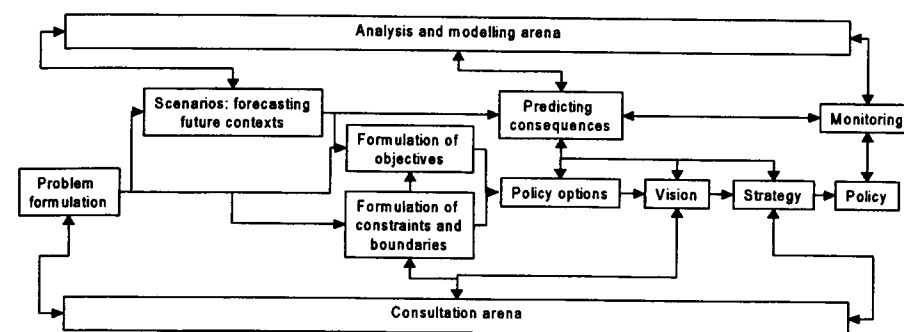 Analysis and modelling arena
Scenarios: forecasting
future contexts
Predicting
consequences
Monitoring
Formulation of
objectives
Problem
formulation
Formulation of
constraints and
boundaries
Policy options
Vision
Strategy
Policy
Consultation arena